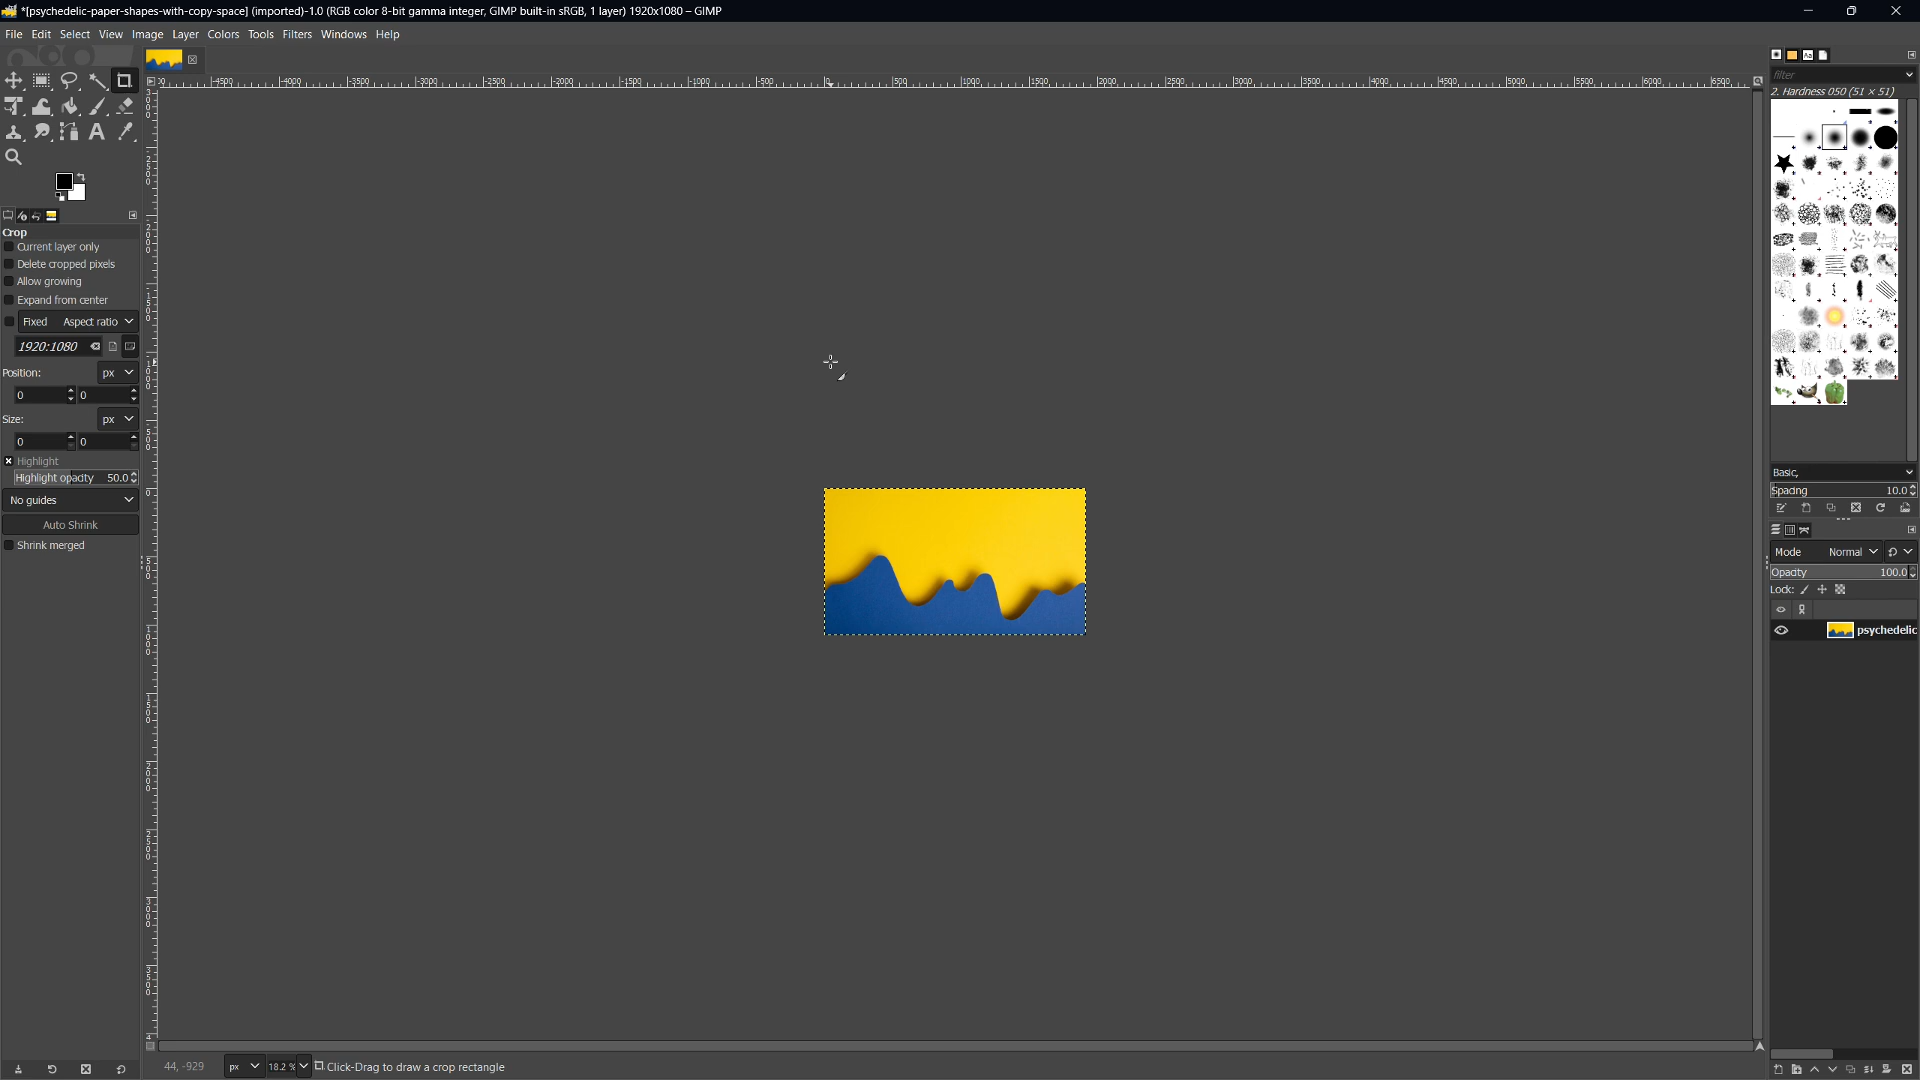 *[psychedelic-paper-shapes-with-copy-space] (imported)-1.0 (RGB color 8-bit gamma integer, GIMP built-in sRGB, 1 layer) 1920x1080 – GIMP
File Edit Select View Image Layer Colors Tools Filters Windows Help
filter
2. Hardness 050 (51 × 51)
Crop
Current layer only
Delete cropped pixels
Allow growing
Expand from center
Fixed Aspect ratio
1920:1080
Position: px
0 0
Size: px
0 0
Highlight
Highlight opacity 50.0
No guides
Auto Shrink
Shrink merged
Basic,
Spacing 10.0
Mode Normal
Opacity 100.0
Lock:
psychedelic
44, -929 px 18.2 % Click-Drag to draw a crop rectangle